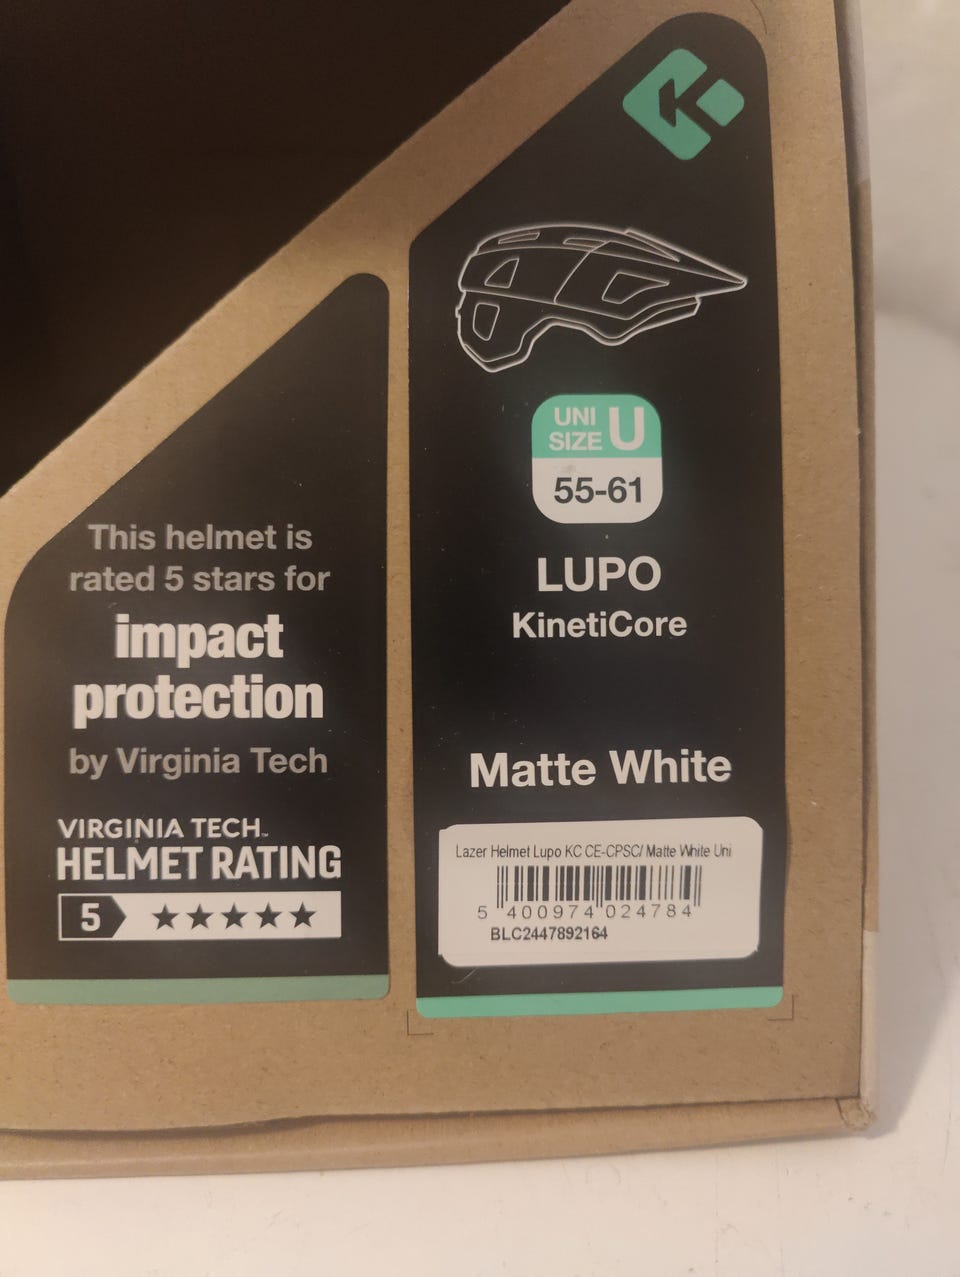 This helmet is
rated 5 stars for
impact
protection
by Virginia Tech
VIRGINIA TECH™
HELMET RATING
5 ★★★★★
UNI
SIZE U
55-61
LUPO
KinetiCore
Matte White
Lazer Helmet Lupo KC CE-CPSC/ Matte White Uni
5 400974 024784
BLC2447892164